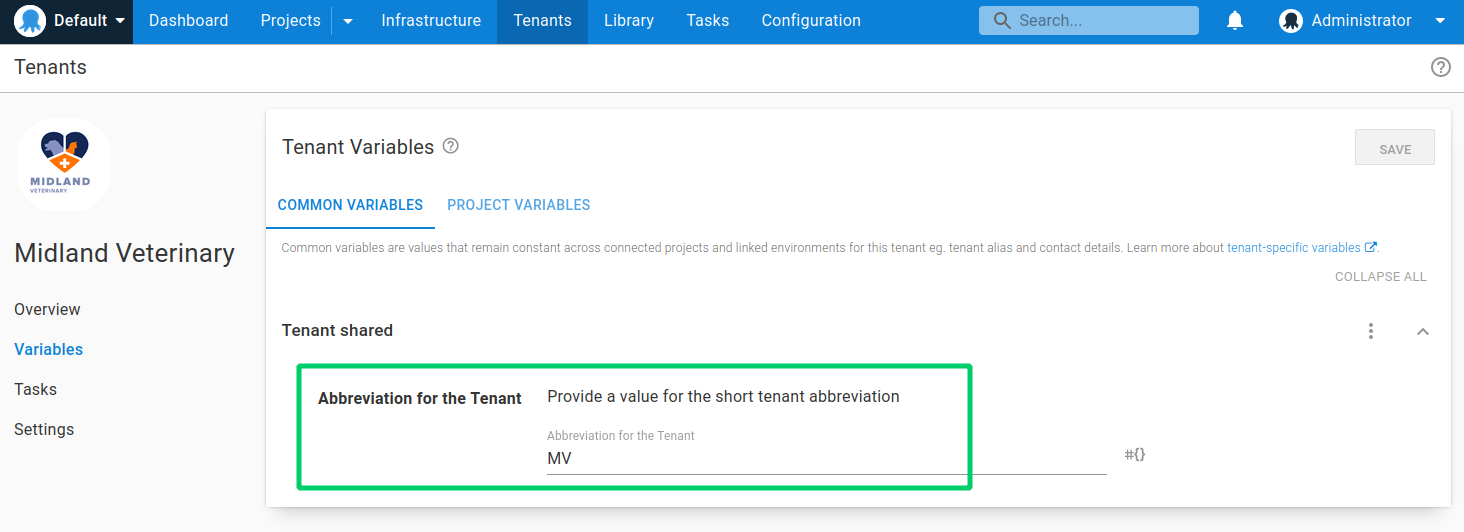 Default Dashboard Projects Infrastructure Tenants Library Tasks Configuration Search... Administrator
Tenants
MIDLAND
VETERINARY
Midland Veterinary
Overview
Variables
Tasks
Settings
Tenant Variables
SAVE
COMMON VARIABLES PROJECT VARIABLES
Common variables are values that remain constant across connected projects and linked environments for this tenant eg. tenant alias and contact details. Learn more about tenant-specific variables.
COLLAPSE ALL
Tenant shared
Abbreviation for the Tenant Provide a value for the short tenant abbreviation
Abbreviation for the Tenant
MV #{}